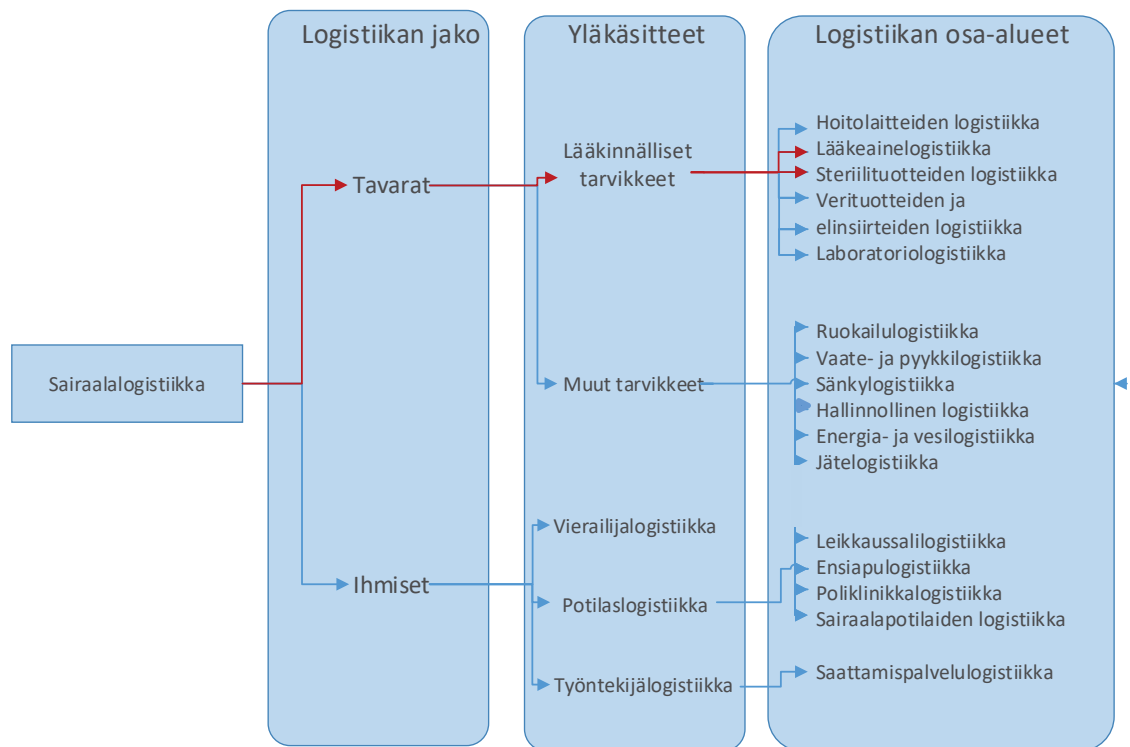 Logistiikan jako
Yläkäsitteet
Logistiikan osa-alueet
Sairaalalogistiikka
Tavarat
Ihmiset
Lääkinnälliset
tarvikkeet
Muut tarvikkeet
Vierailijalogistiikka
Potilaslogistiikka
Työntekijälogistiikka
Hoitolaitteiden logistiikka
Lääkeainelogistiikka
Steriilituotteiden logistiikka
Verituotteiden ja
elinsiirteiden logistiikka
Laboratoriologistiikka
Ruokailulogistiikka
Vaate- ja pyykkilogistiikka
Sänkylogistiikka
Hallinnollinen logistiikka
Energia- ja vesilogistiikka
Jätelogistiikka
Leikkaussalilogistiikka
Ensiapulogistiikka
Poliklinikkalogistiikka
Sairaalapotilaiden logistiikka
Saattamispalvelulogistiikka